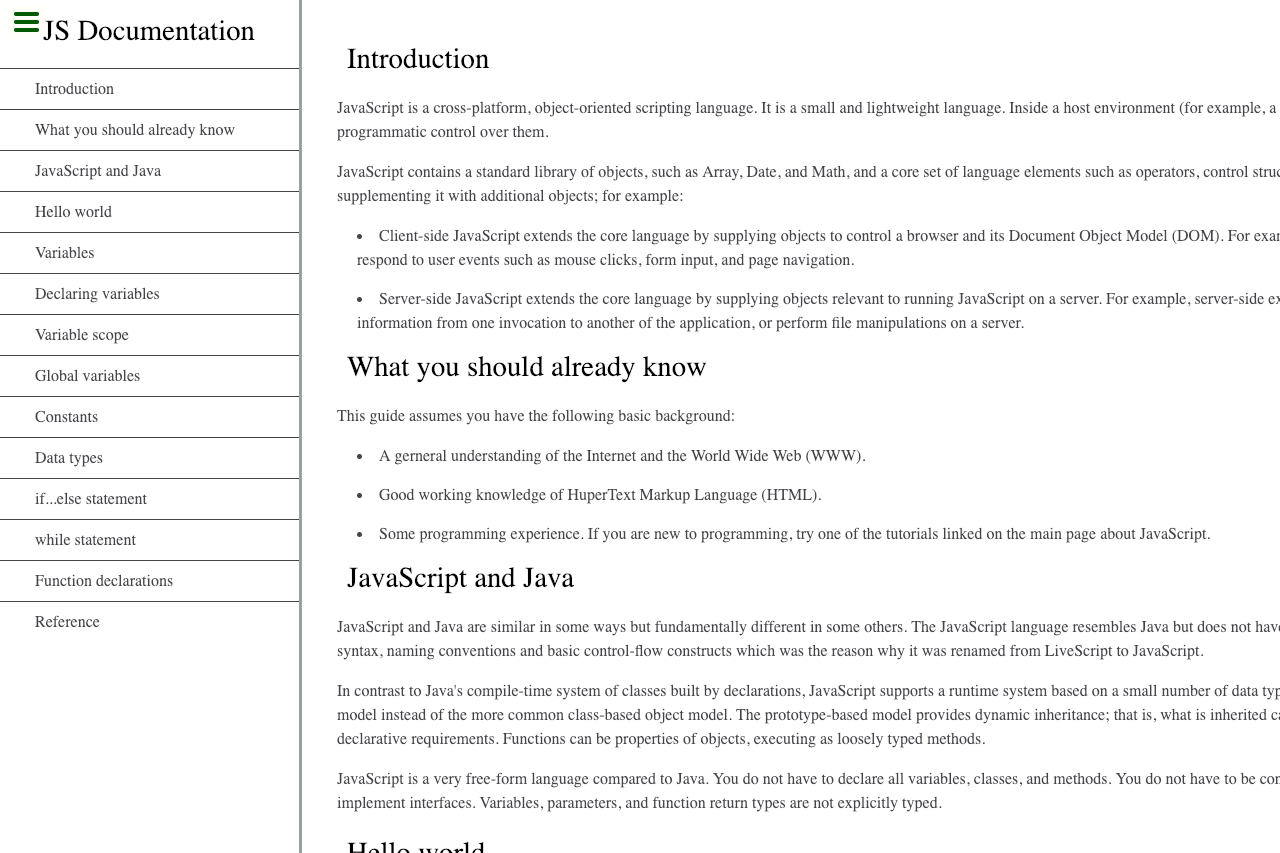 JS Documentation
Introduction
What you should already know
JavaScript and Java
Hello world
Variables
Declaring variables
Variable scope
Global variables
Constants
Data types
if...else statement
while statement
Function declarations
Reference
Introduction
JavaScript is a cross-platform, object-oriented scripting language. It is a small and lightweight language. Inside a host environment (for example, a
programmatic control over them.
JavaScript contains a standard library of objects, such as Array, Date, and Math, and a core set of language elements such as operators, control struc
supplementing it with additional objects; for example:
• Client-side JavaScript extends the core language by supplying objects to control a browser and its Document Object Model (DOM). For exam
respond to user events such as mouse clicks, form input, and page navigation.
• Server-side JavaScript extends the core language by supplying objects relevant to running JavaScript on a server. For example, server-side ex
information from one invocation to another of the application, or perform file manipulations on a server.
What you should already know
This guide assumes you have the following basic background:
• A gerneral understanding of the Internet and the World Wide Web (WWW).
• Good working knowledge of HuperText Markup Language (HTML).
• Some programming experience. If you are new to programming, try one of the tutorials linked on the main page about JavaScript.
JavaScript and Java
JavaScript and Java are similar in some ways but fundamentally different in some others. The JavaScript language resembles Java but does not have
syntax, naming conventions and basic control-flow constructs which was the reason why it was renamed from LiveScript to JavaScript.
In contrast to Java's compile-time system of classes built by declarations, JavaScript supports a runtime system based on a small number of data typ
model instead of the more common class-based object model. The prototype-based model provides dynamic inheritance; that is, what is inherited ca
declarative requirements. Functions can be properties of objects, executing as loosely typed methods.
JavaScript is a very free-form language compared to Java. You do not have to declare all variables, classes, and methods. You do not have to be con
implement interfaces. Variables, parameters, and function return types are not explicitly typed.
Hello world